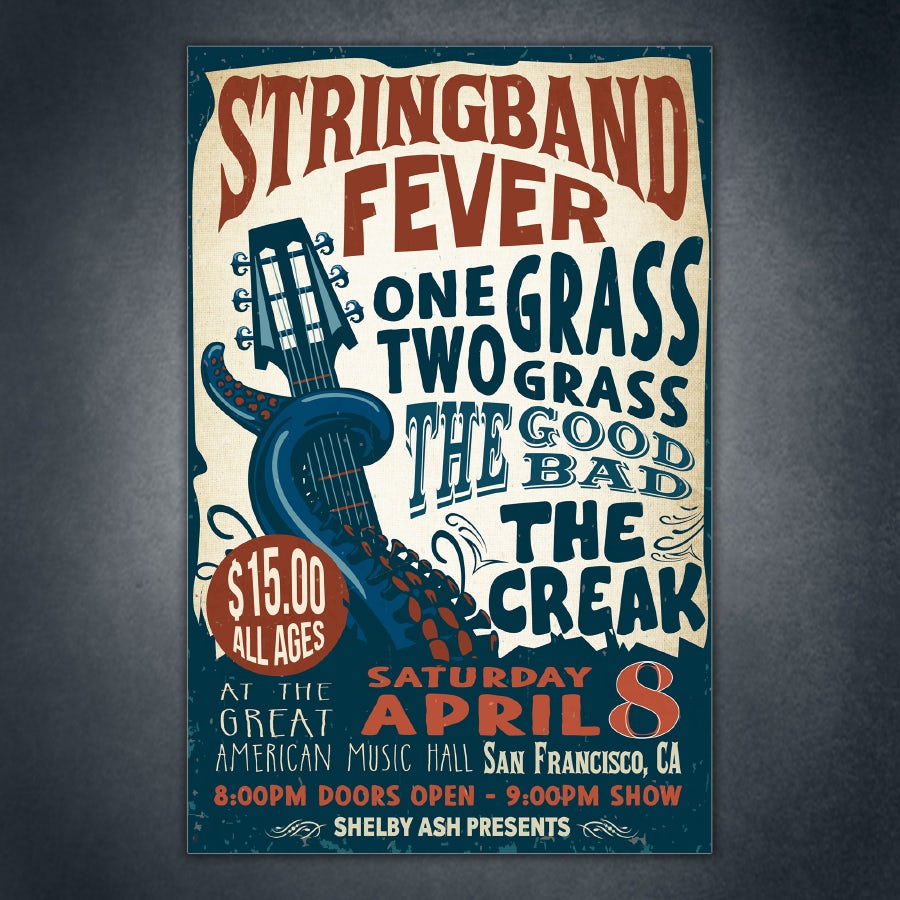 STRINGBAND
FEVER
ONE GRASS
TWO GRASS
THE GOOD
BAD
THE
CREAK
$15.00
ALL AGES
SATURDAY
APRIL 8
AT THE
GREAT
AMERICAN MUSIC HALL SAN FRANCISCO, CA
8:00PM DOORS OPEN - 9:00PM SHOW
SHELBY ASH PRESENTS